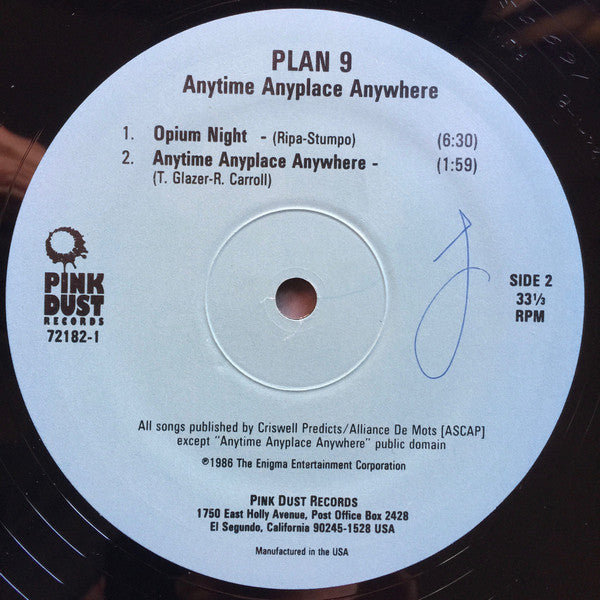 PLAN 9
Anytime Anyplace Anywhere
1. Opium Night - (Ripa-Stumpo) (6:30)
2. Anytime Anyplace Anywhere - (1:59)
(T. Glazer-R. Carroll)
PINK
DUST
RECORDS
72182-1
SIDE 2
33⅓
RPM
All songs published by Criswell Predicts/Alliance De Mots [ASCAP]
except "Anytime Anyplace Anywhere" public domain
℗1986 The Enigma Entertainment Corporation
PINK DUST RECORDS
1750 East Holly Avenue, Post Office Box 2428
El Segundo, California 90245-1528 USA
Manufactured in the USA